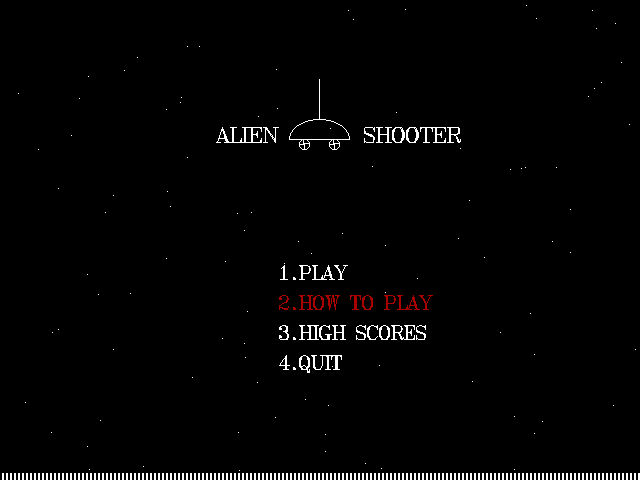 ALIEN SHOOTER
1.PLAY
2.HOW TO PLAY
3.HIGH SCORES
4.QUIT